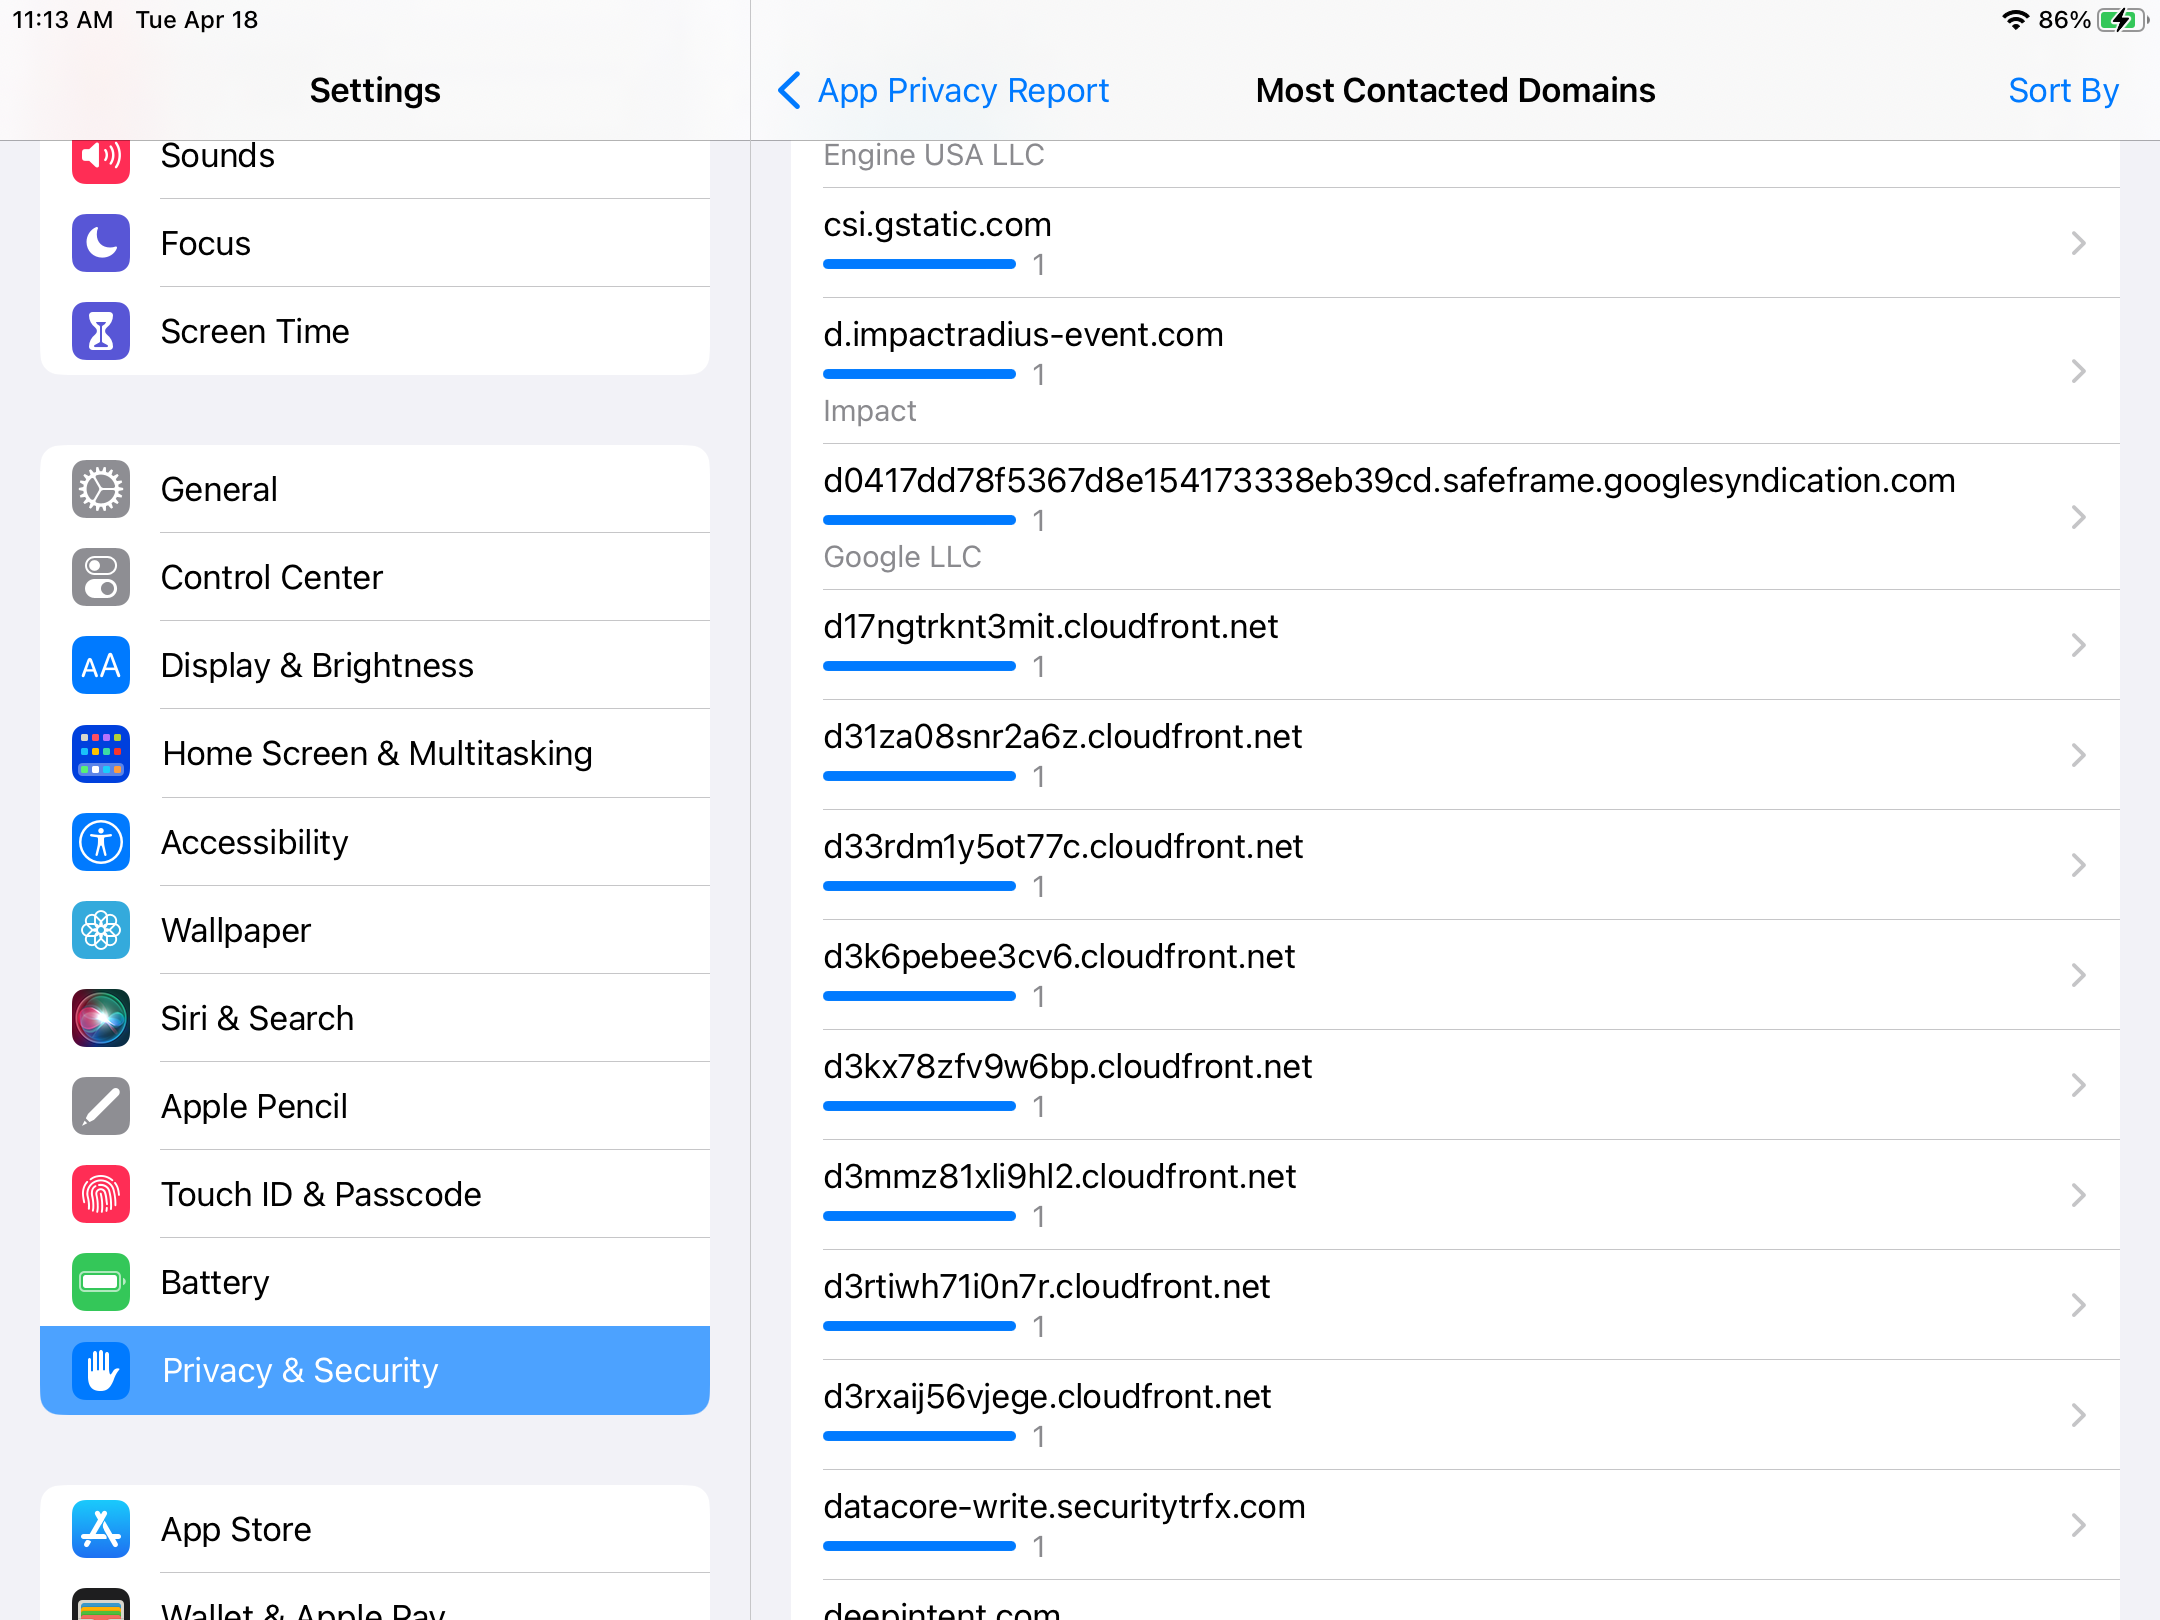 11:13 AM Tue Apr 18
86%
Settings
Sounds
Focus
Screen Time
General
Control Center
AA
Display & Brightness
Home Screen & Multitasking
Accessibility
Wallpaper
Siri & Search
Apple Pencil
Touch ID & Passcode
Battery
Privacy & Security
App Store
Wallet & Apple Pay
App Privacy Report
Most Contacted Domains
Sort By
Engine USA LLC
csi.gstatic.com
1
d.impactradius-event.com
1
Impact
d0417dd78f5367d8e154173338eb39cd.safeframe.googlesyndication.com
1
Google LLC
d17ngtrknt3mit.cloudfront.net
1
d31za08snr2a6z.cloudfront.net
1
d33rdm1y5ot77c.cloudfront.net
1
d3k6pebee3cv6.cloudfront.net
1
d3kx78zfv9w6bp.cloudfront.net
1
d3mmz81xli9hl2.cloudfront.net
1
d3rtiwh71i0n7r.cloudfront.net
1
d3rxaij56vjege.cloudfront.net
1
datacore-write.securitytrfx.com
1
deepintent.com